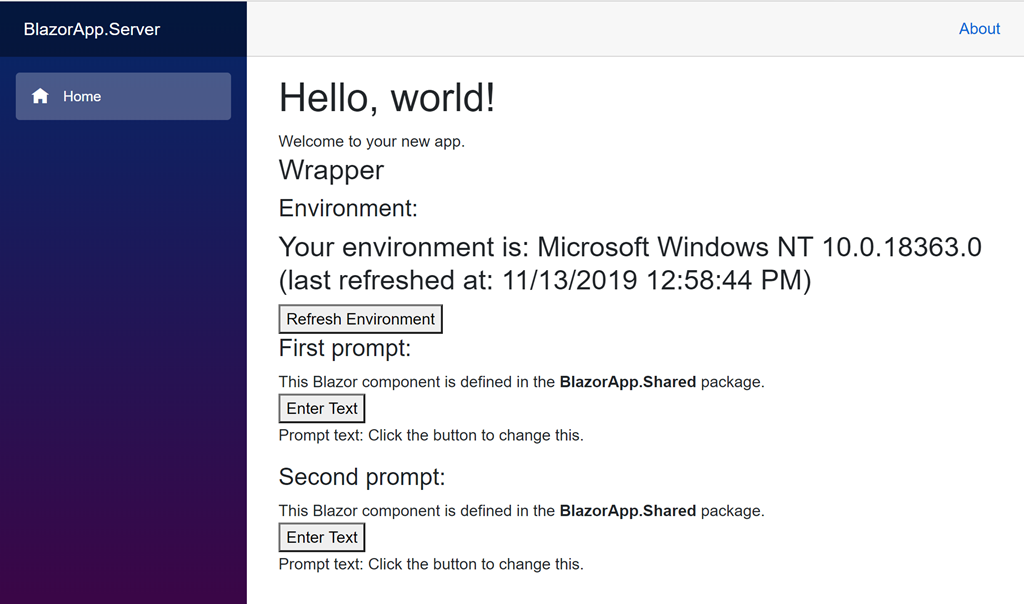 BlazorApp.Server
About
Home
Hello, world!
Welcome to your new app.
Wrapper
Environment:
Your environment is: Microsoft Windows NT 10.0.18363.0
(last refreshed at: 11/13/2019 12:58:44 PM)
Refresh Environment
First prompt:
This Blazor component is defined in the BlazorApp.Shared package.
Enter Text
Prompt text: Click the button to change this.
Second prompt:
This Blazor component is defined in the BlazorApp.Shared package.
Enter Text
Prompt text: Click the button to change this.